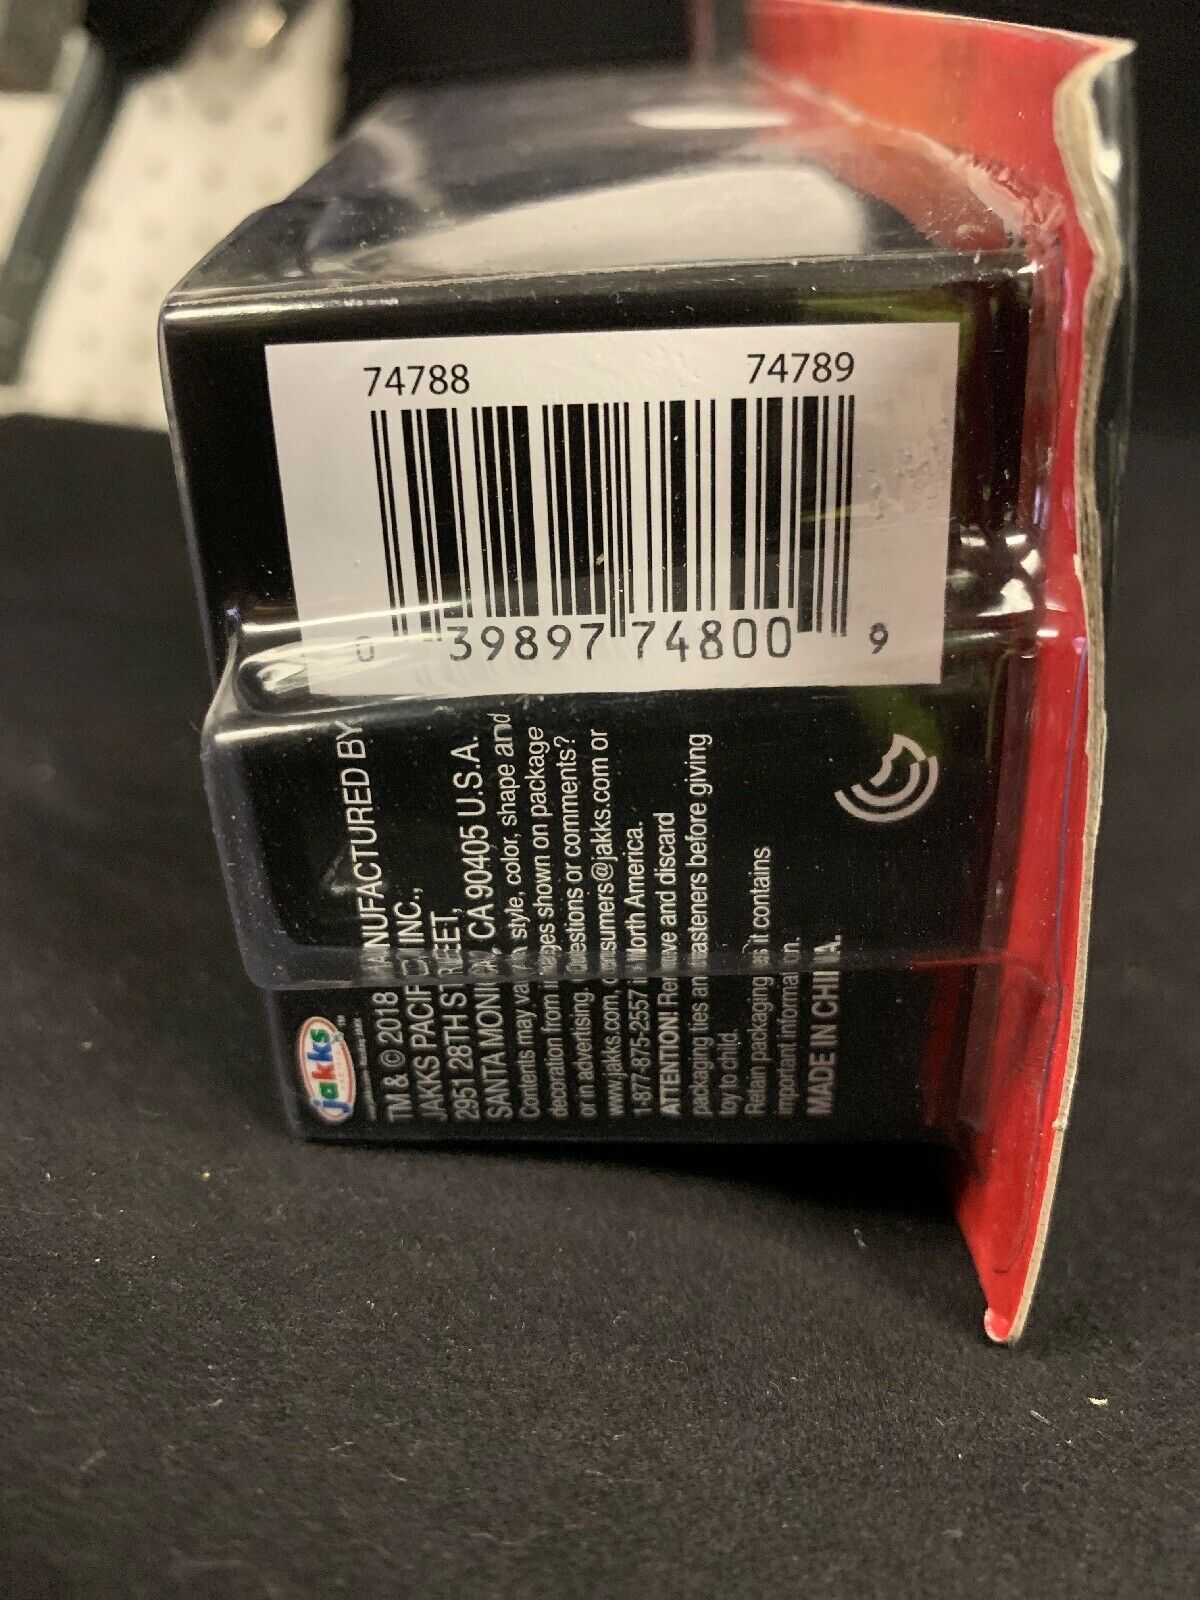 74788 74789
0 39897 74800 9
jakks
TM & © 2018 MANUFACTURED BY
JAKKS PACIFIC, INC.,
2951 28TH STREET,
SANTA MONICA, CA 90405 U.S.A.
Contents may vary in style, color, shape and
decoration from images shown on package
or in advertising. Questions or comments?
www.jakks.com, consumers@jakks.com or
1-877-875-2557 in North America.
ATTENTION! Remove and discard
packaging ties and fasteners before giving
toy to child.
Retain packaging as it contains
important information.
MADE IN CHINA.